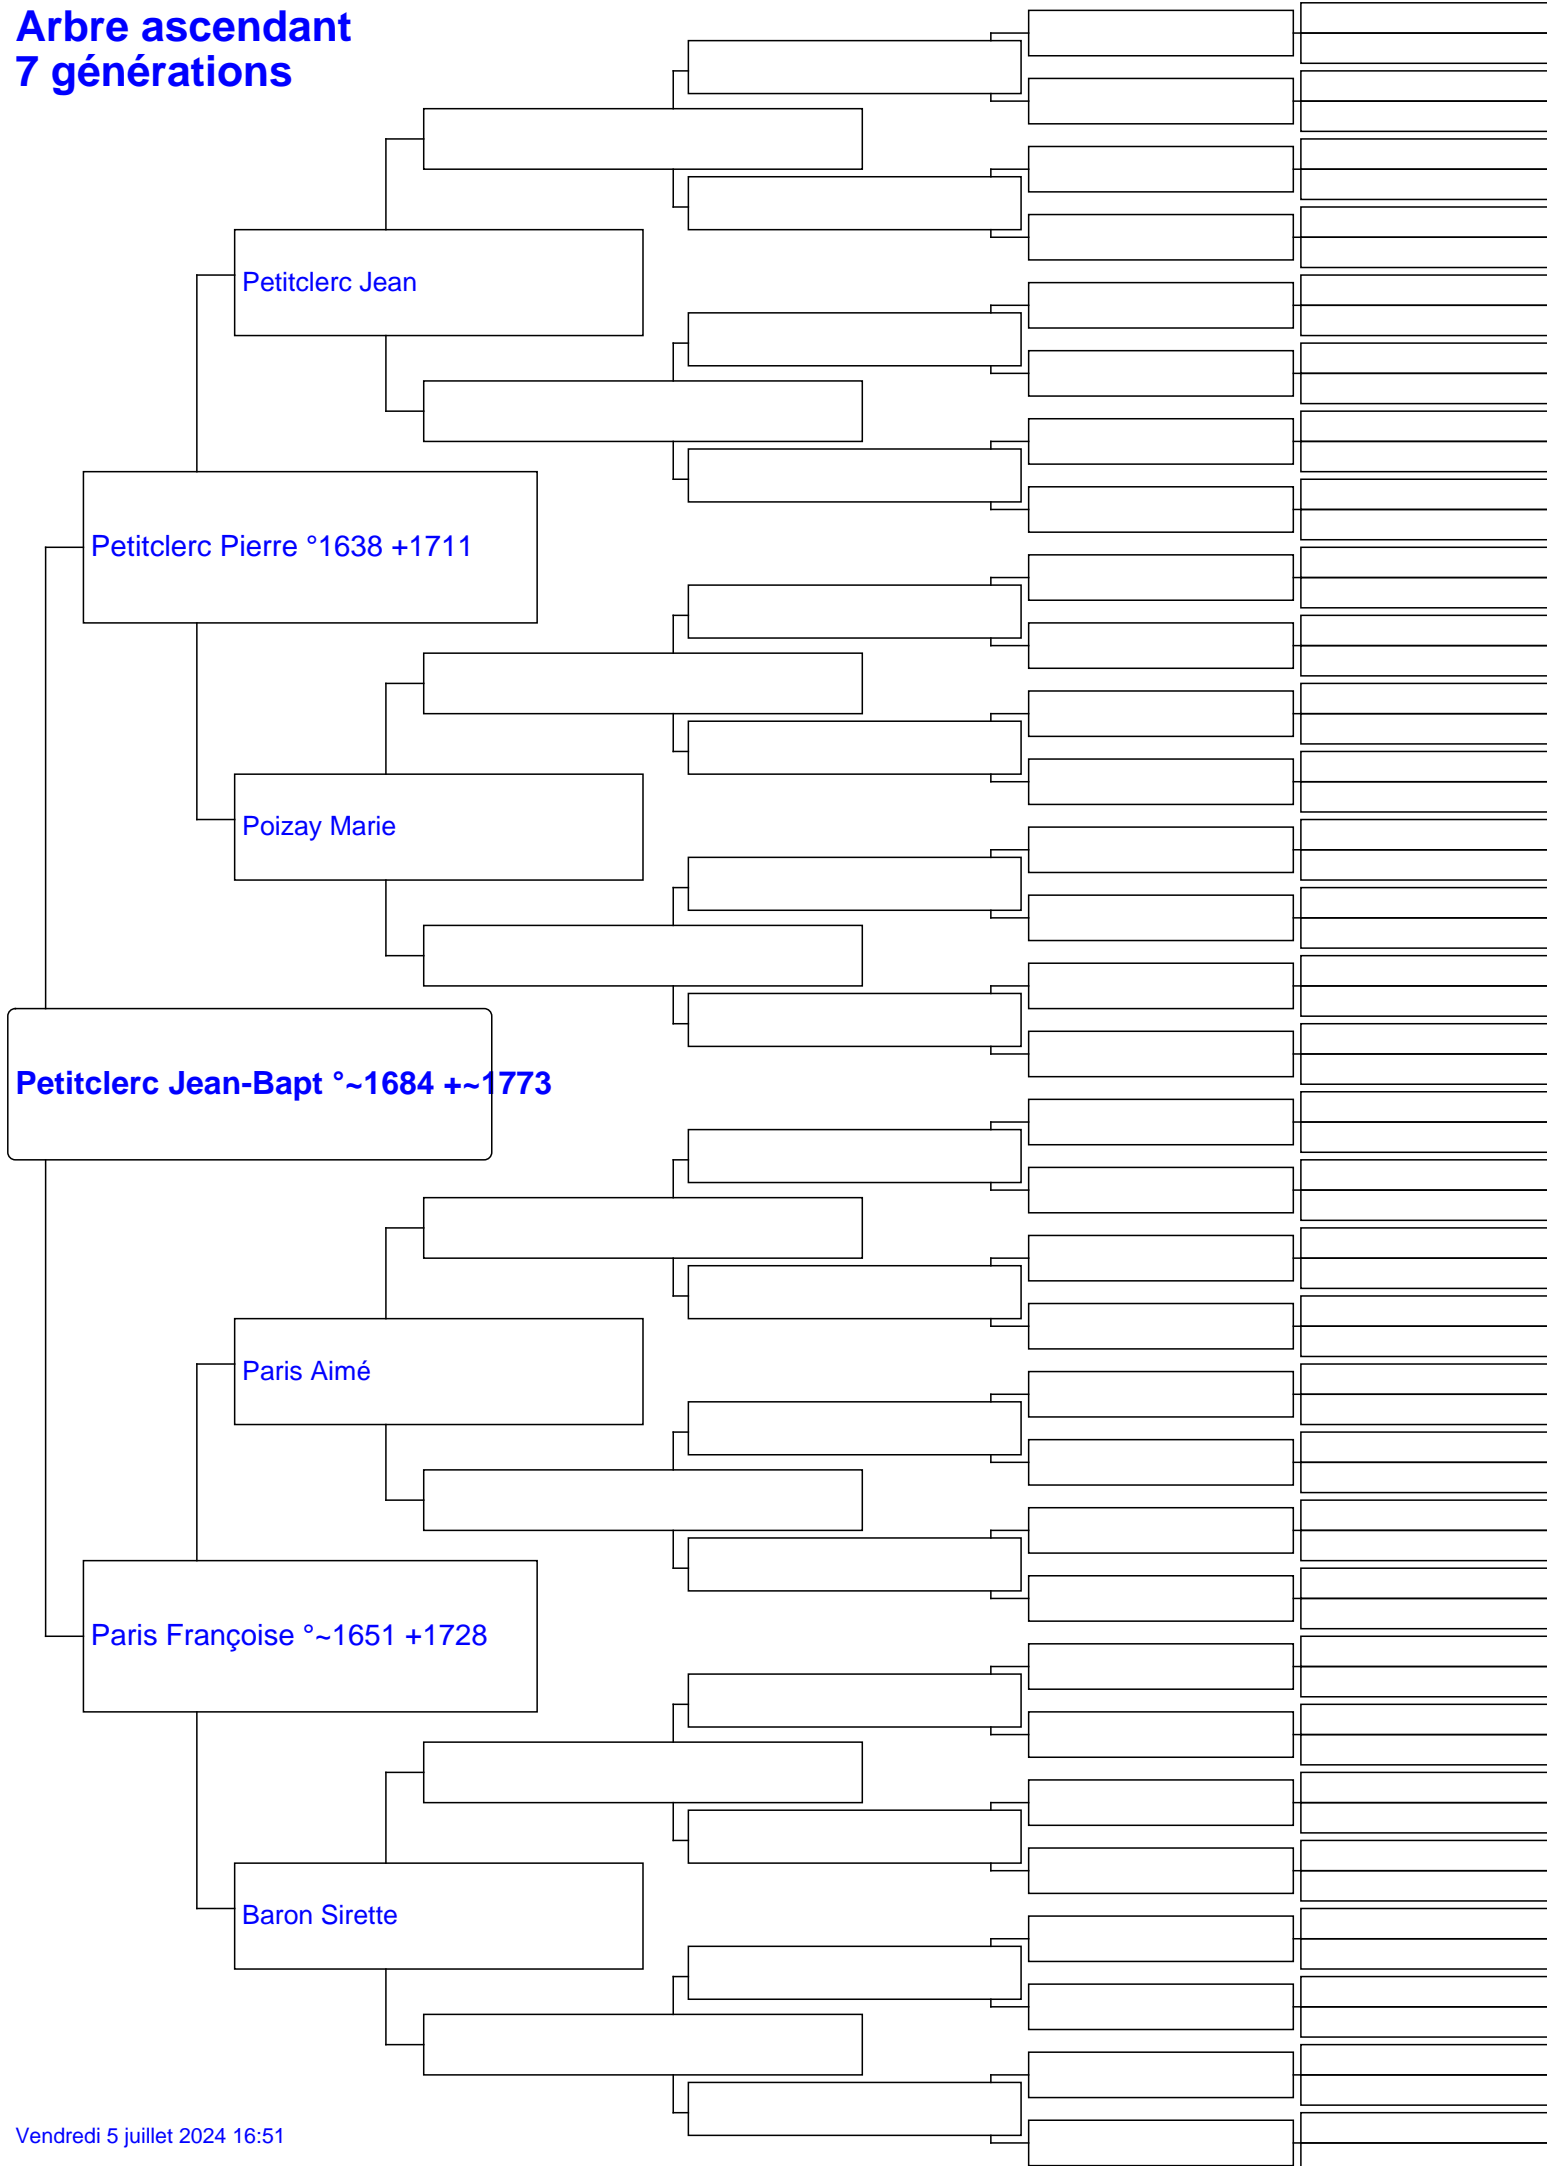 Arbre ascendant
7 générations
Petitclerc Jean
Petitclerc Pierre °1638 +1711
Poizay Marie
Petitclerc Jean-Bapt °~1684 +~1773
Paris Aimé
Paris Françoise °~1651 +1728
Baron Sirette
Vendredi 5 juillet 2024 16:51